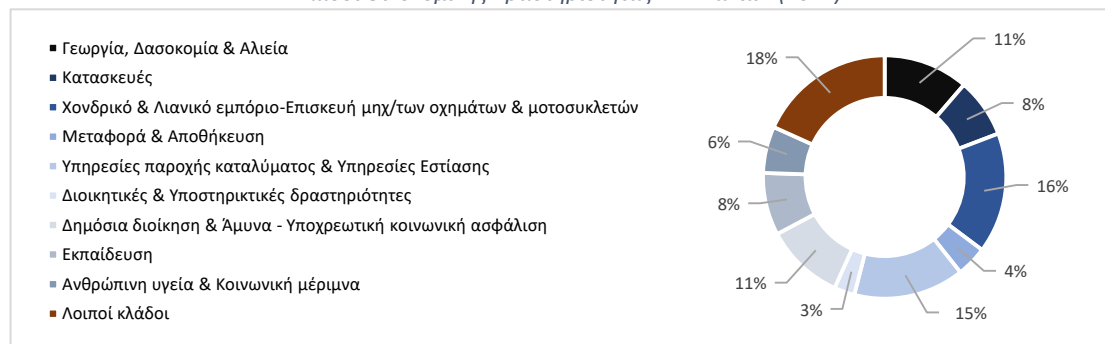 Γεωργία, Δασοκομία & Αλιεία
Κατασκευές
Χονδρικό & Λιανικό εμπόριο-Επισκευή μηχ/των οχημάτων & μοτοσυκλετών
Μεταφορά & Αποθήκευση
Υπηρεσίες παροχής καταλύματος & Υπηρεσίες Εστίασης
Διοικητικές & Υποστηρικτικές δραστηριότητες
Δημόσια διοίκηση & Άμυνα - Υποχρεωτική κοινωνική ασφάλιση
Εκπαίδευση
Ανθρώπινη υγεία & Κοινωνική μέριμνα
Λοιποί κλάδοι
11%
8%
16%
4%
15%
3%
11%
8%
6%
18%